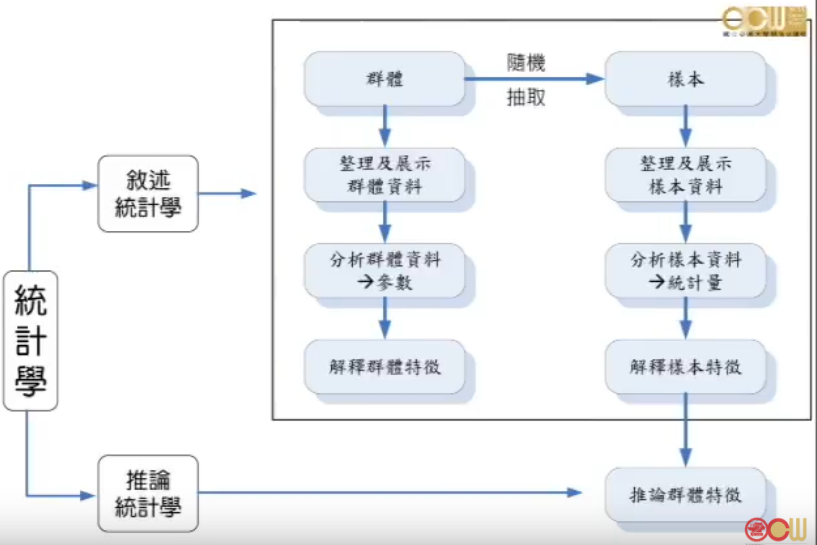 群體
隨機
抽取
樣本
整理及展示
群體資料
整理及展示
樣本資料
敘述
統計學
分析群體資料
→參數
分析樣本資料
→統計量
統計學
解釋群體特徵
解釋樣本特徵
推論
統計學
推論群體特徵
OCW
OCW